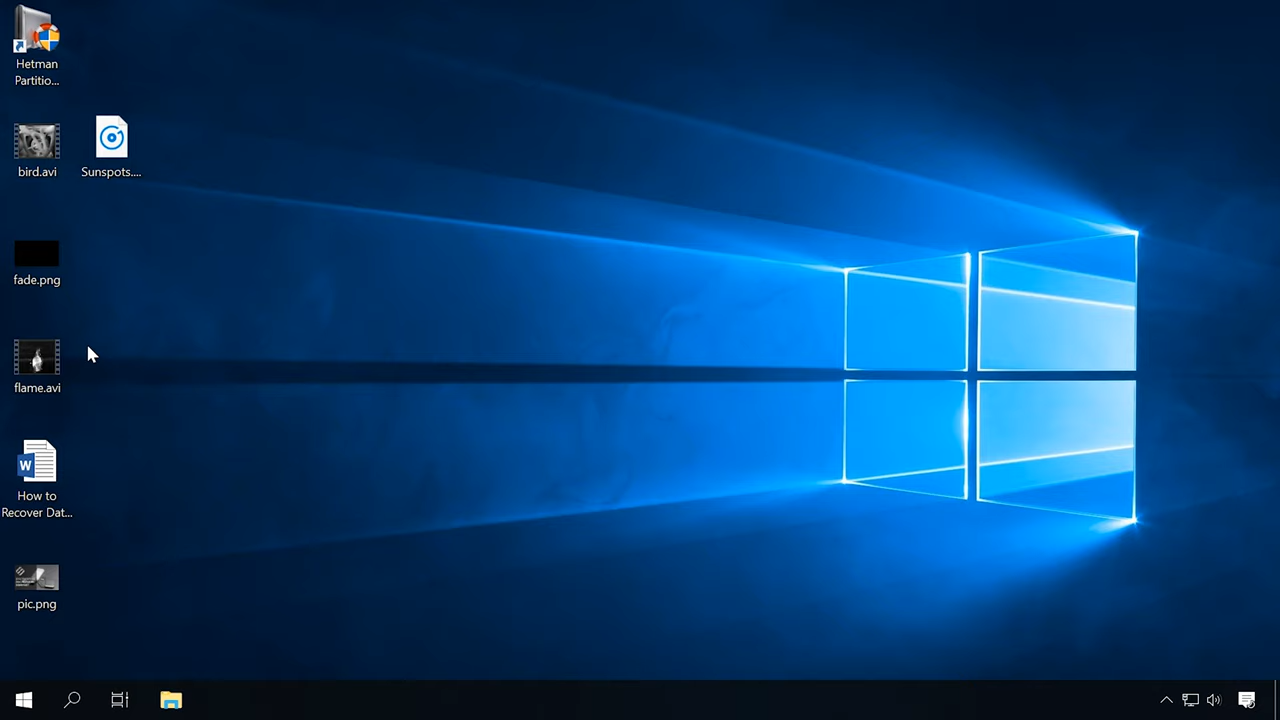 Hetman
Partitio...
bird.avi
Sunspots....
fade.png
flame.avi
W
How to
Recover Dat...
pic.png